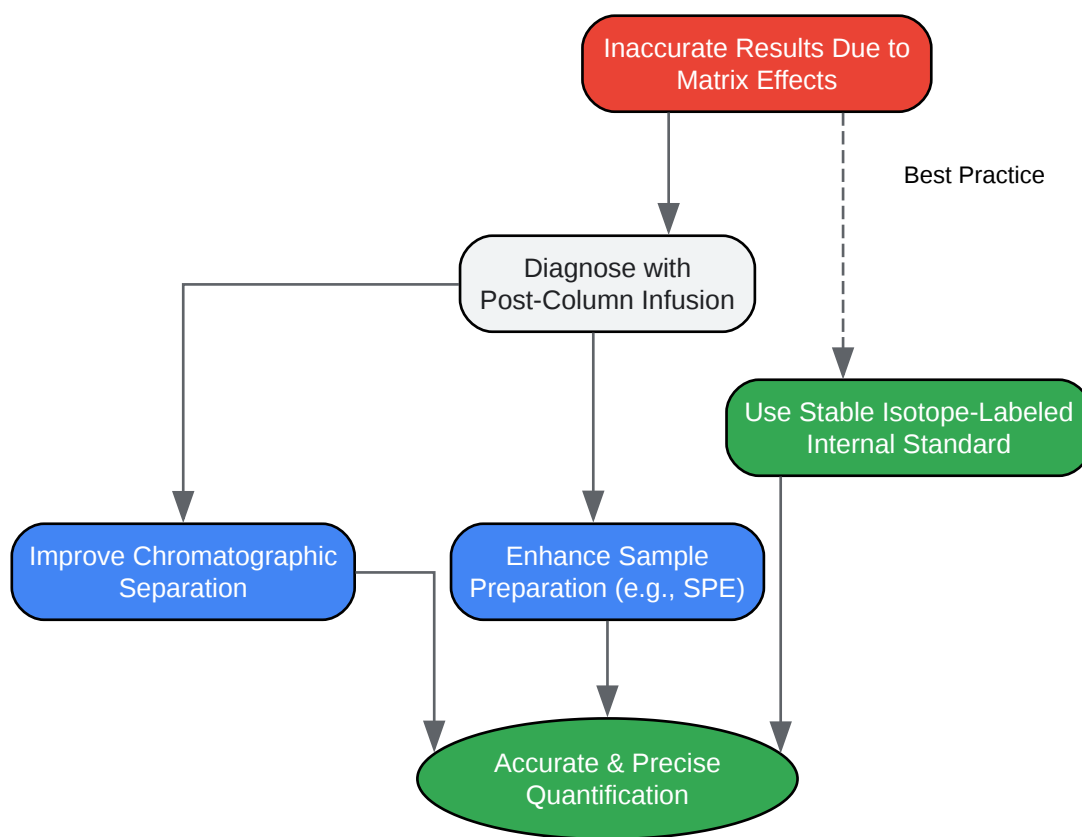 Inaccurate Results Due to
Matrix Effects
Best Practice
Diagnose with
Post-Column Infusion
Use Stable Isotope-Labeled
Internal Standard
Improve Chromatographic
Separation
Enhance Sample
Preparation (e.g., SPE)
Accurate & Precise
Quantification